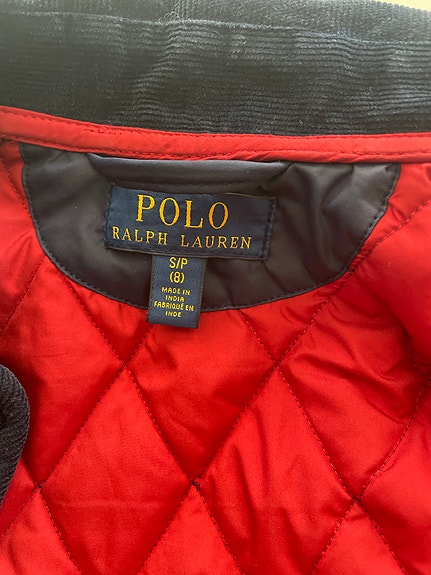 POLO
RALPH LAUREN
S/P
(8)
MADE IN
INDIA
FABRIQUÉ EN
INDE